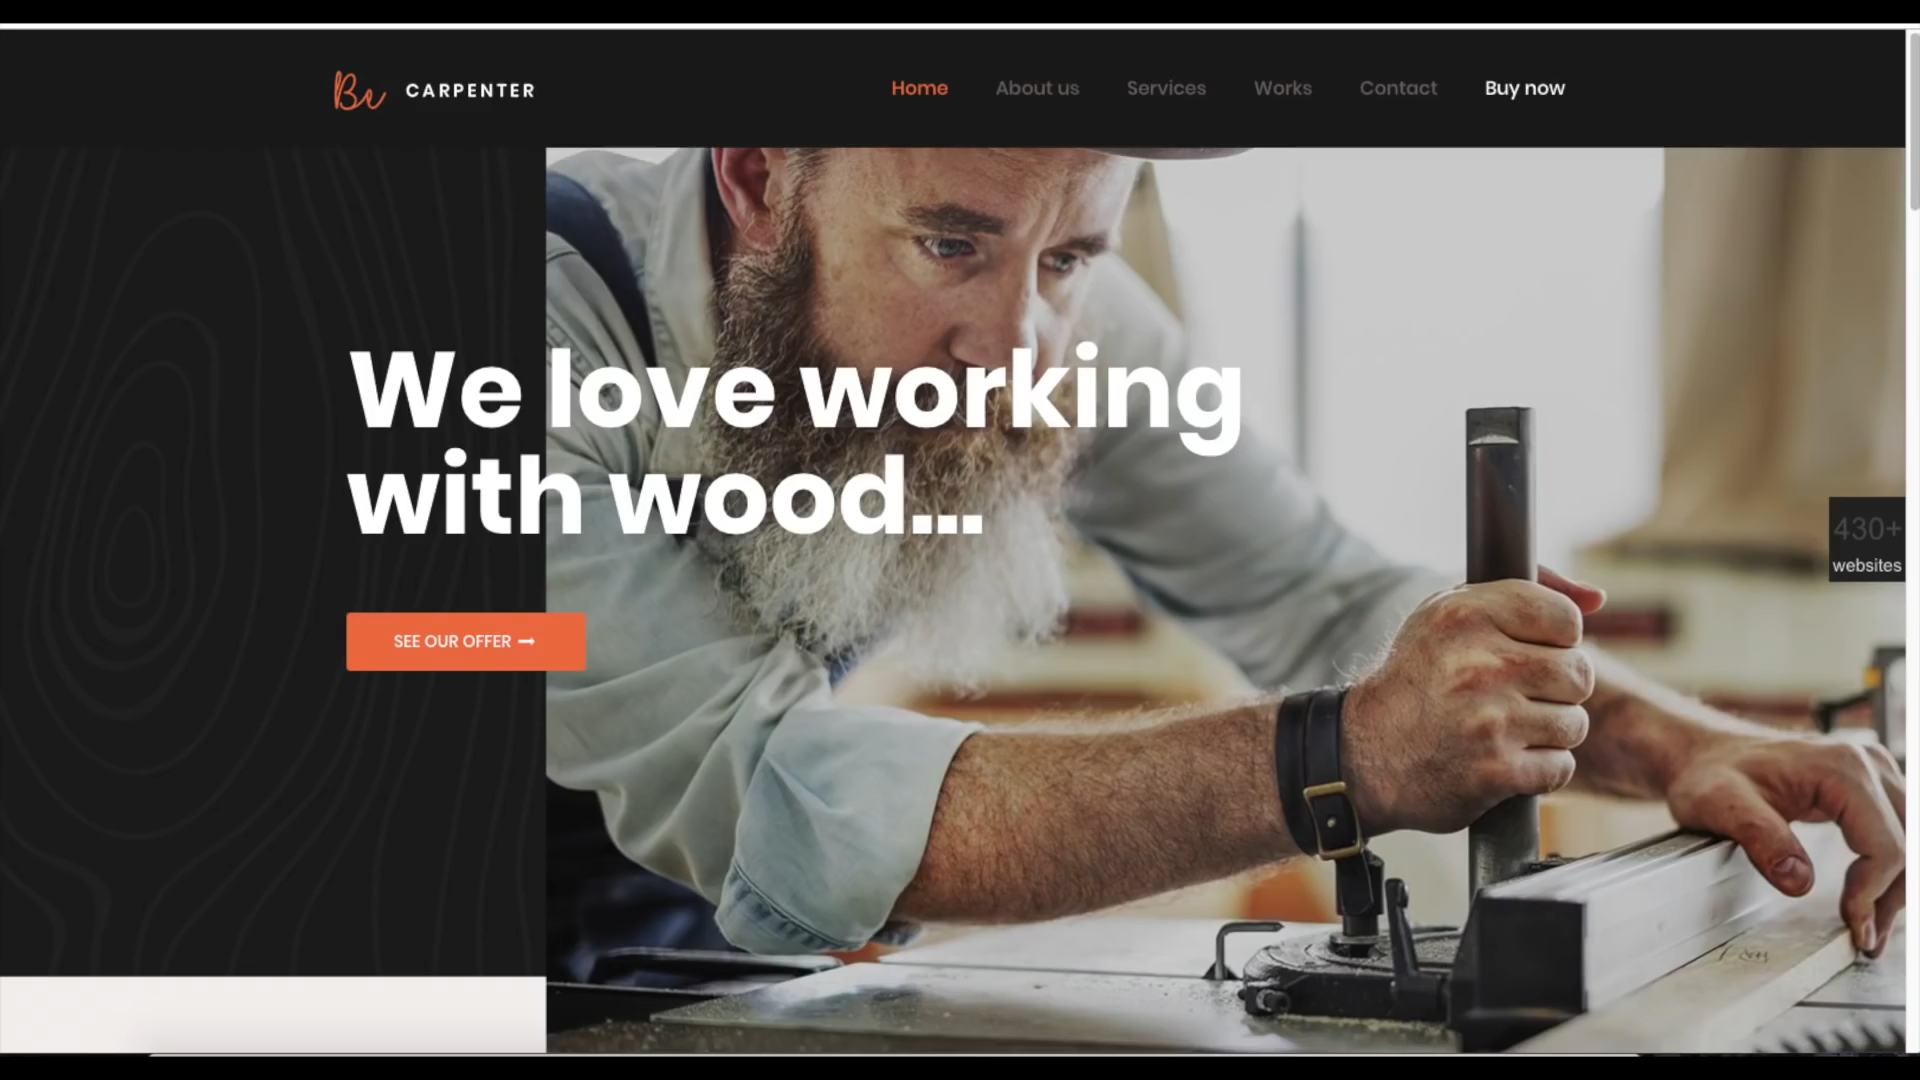 Be CARPENTER
Home About us Services Works Contact Buy now
We love working
with wood...
SEE OUR OFFER →
430+
websites